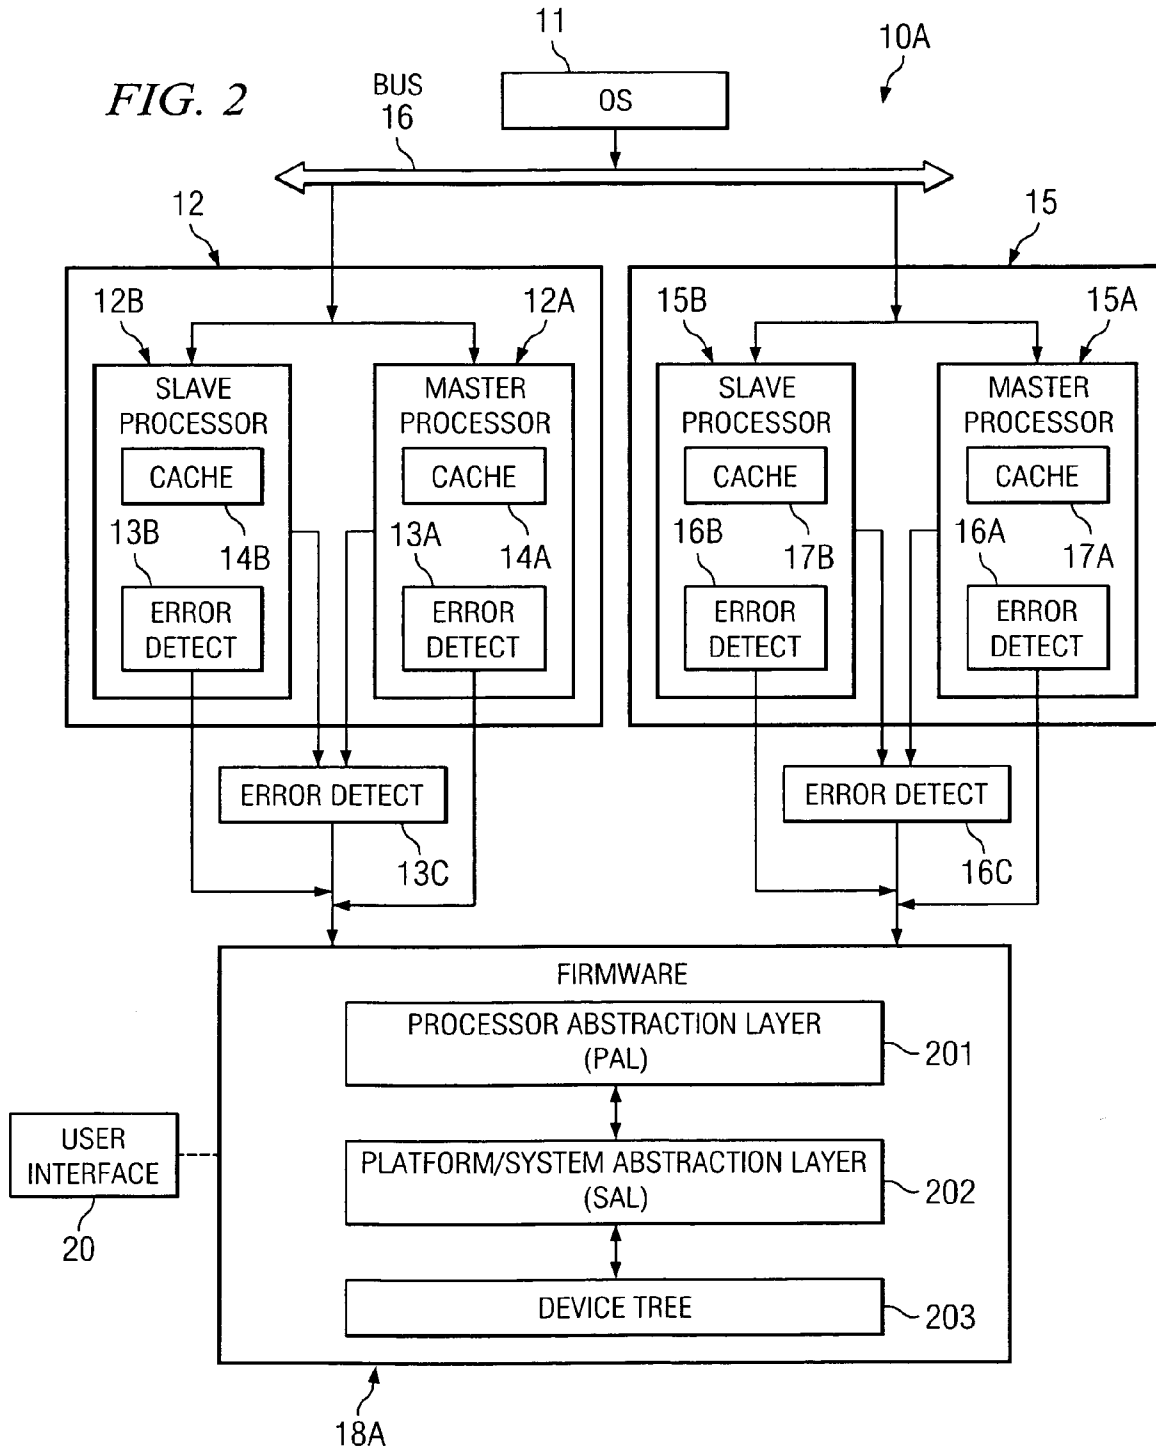 FIG. 2
11
10A
BUS
16
OS
12
15
12B
12A
15B
15A
SLAVE
PROCESSOR
MASTER
PROCESSOR
SLAVE
PROCESSOR
MASTER
PROCESSOR
CACHE
CACHE
CACHE
CACHE
13B
14B
13A
14A
16B
17B
16A
17A
ERROR
DETECT
ERROR
DETECT
ERROR
DETECT
ERROR
DETECT
ERROR DETECT
ERROR DETECT
13C
16C
FIRMWARE
PROCESSOR ABSTRACTION LAYER
(PAL)
201
USER
INTERFACE
20
PLATFORM/SYSTEM ABSTRACTION LAYER
(SAL)
202
DEVICE TREE
203
18A